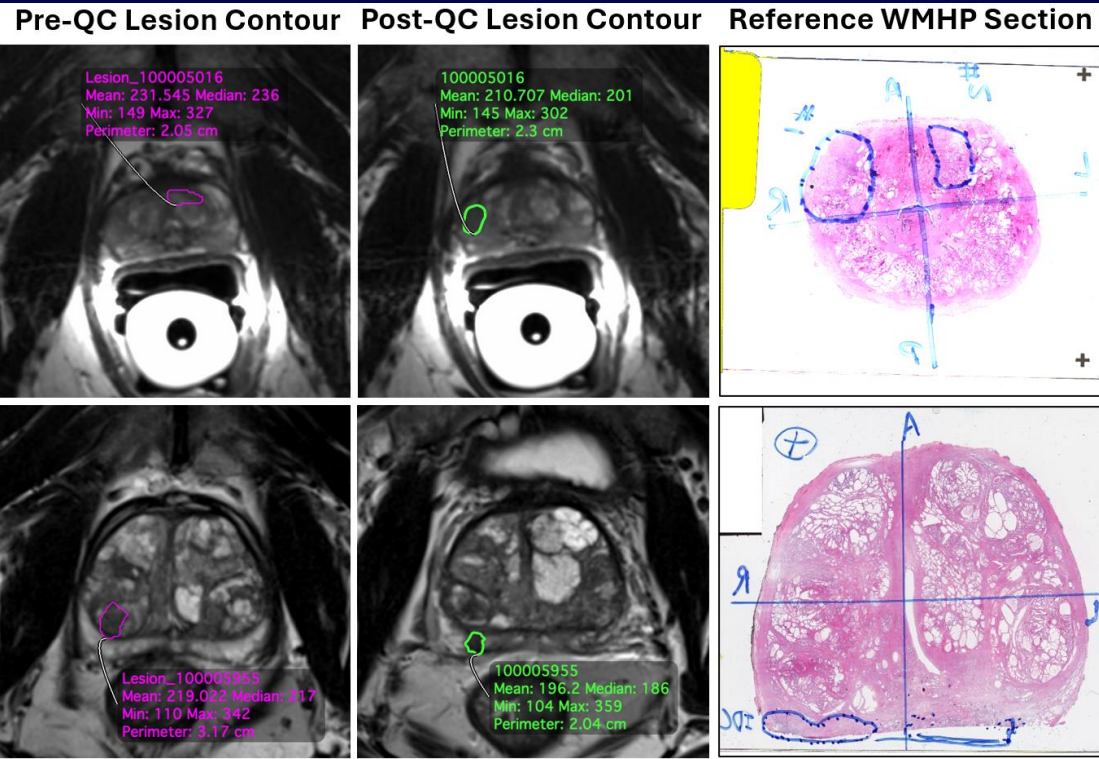 Pre-QC Lesion Contour
Post-QC Lesion Contour
Reference WMHP Section
Lesion_100005016
Mean: 231.545 Median: 236
Min: 149 Max: 327
Perimeter: 2.05 cm
100005016
Mean: 210.707 Median: 201
Min: 145 Max: 302
Perimeter: 2.3 cm
A
R
L
P
Lesion_100005955
Mean: 219.022 Median: 217
Min: 110 Max: 342
Perimeter: 3.17 cm
100005955
Mean: 196.2 Median: 186
Min: 104 Max: 359
Perimeter: 2.04 cm
+
A
R
IDC